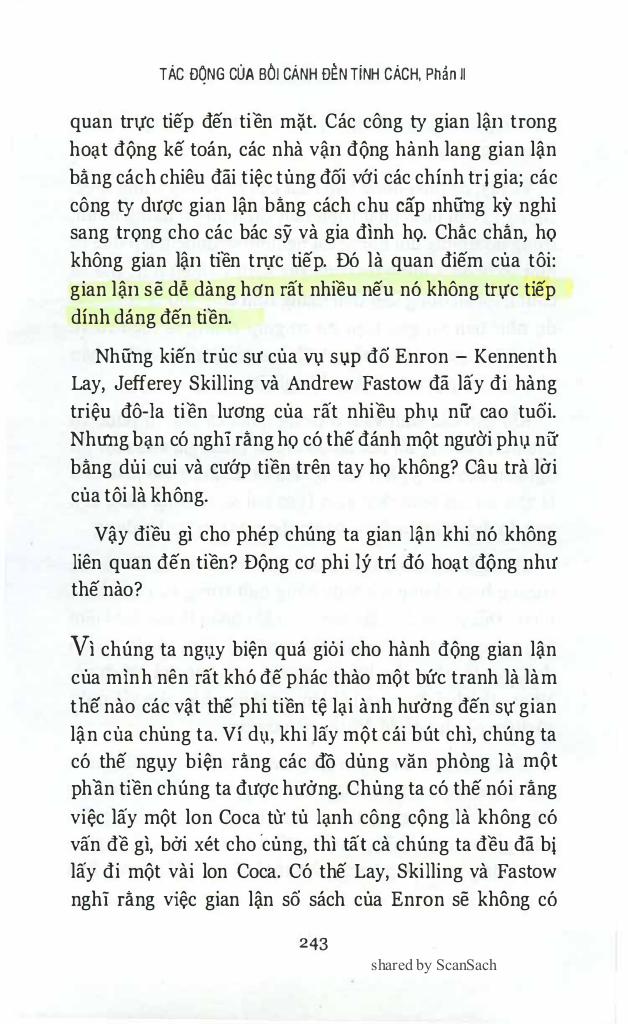 TÁC ĐỘNG CỦA BỐI CẢNH ĐẾN TÍNH CÁCH, Phần II
quan trực tiếp đến tiền mặt. Các công ty gian lận trong
hoạt động kế toán, các nhà vận động hành lang gian lận
bằng cách chiêu đãi tiệc tùng đối với các chính trị gia; các
công ty dược gian lận bằng cách chu cấp những kỳ nghỉ
sang trọng cho các bác sỹ và gia đình họ. Chắc chắn, họ
không gian lận tiền trực tiếp. Đó là quan điểm của tôi:
gian lận sẽ dễ dàng hơn rất nhiều nếu nó không trực tiếp
dính dáng đến tiền.
Những kiến trúc sư của vụ sụp đổ Enron – Kennenth
Lay, Jefferey Skilling và Andrew Fastow đã lấy đi hàng
triệu đô-la tiền lương của rất nhiều phụ nữ cao tuổi.
Nhưng bạn có nghĩ rằng họ có thể đánh một người phụ nữ
bằng dùi cui và cướp tiền trên tay họ không? Câu trả lời
của tôi là không.
Vậy điều gì cho phép chúng ta gian lận khi nó không
liên quan đến tiền? Động cơ phi lý trí đó hoạt động như
thế nào?
Vì chúng ta ngụy biện quá giỏi cho hành động gian lận
của mình nên rất khó để phác thảo một bức tranh là làm
thế nào các vật thể phi tiền tệ lại ảnh hưởng đến sự gian
lận của chúng ta. Ví dụ, khi lấy một cái bút chì, chúng ta
có thể ngụy biện rằng các đồ dùng văn phòng là một
phần tiền chúng ta được hưởng. Chúng ta có thể nói rằng
việc lấy một lon Coca từ tủ lạnh công cộng là không có
vấn đề gì, bởi xét cho cùng, thì tất cả chúng ta đều đã bị
lấy đi một vài lon Coca. Có thể Lay, Skilling và Fastow
nghĩ rằng việc gian lận sổ sách của Enron sẽ không có
243
shared by ScanSach